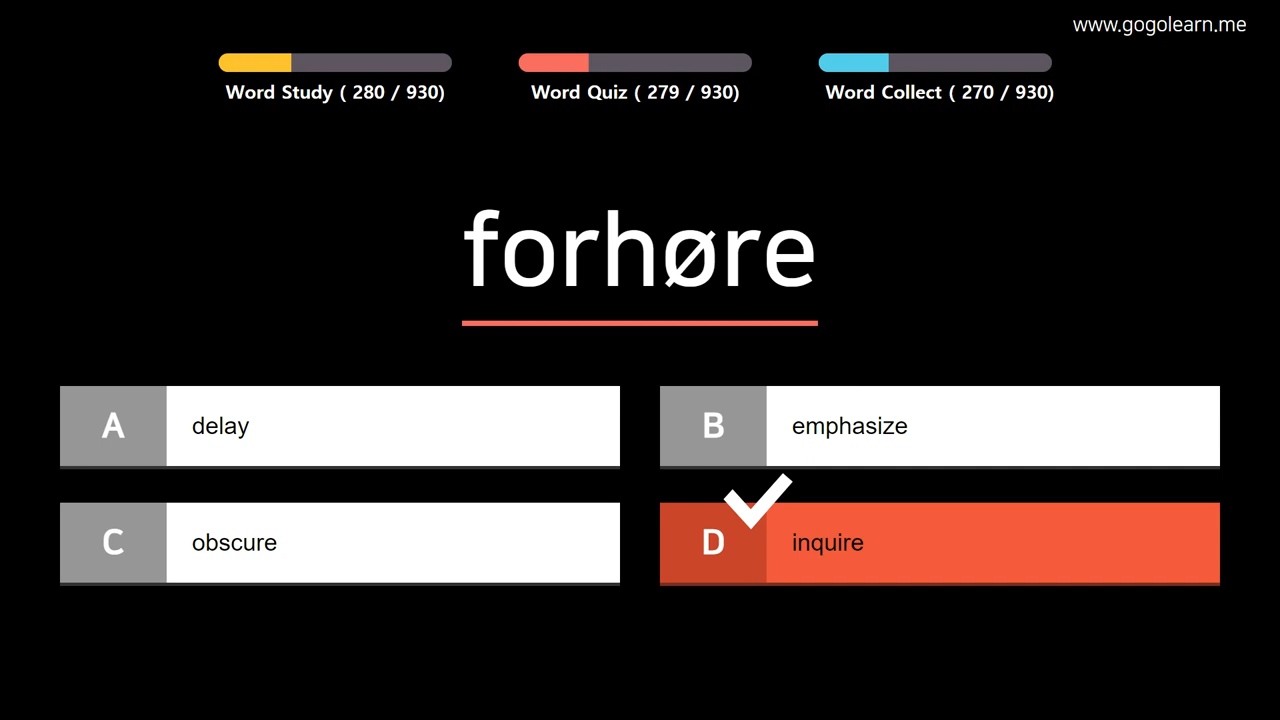 www.gogolearn.me
Word Study ( 280 / 930)
Word Quiz ( 279 / 930)
Word Collect ( 270 / 930)
forhøre
A
delay
B
emphasize
C
obscure
D
inquire